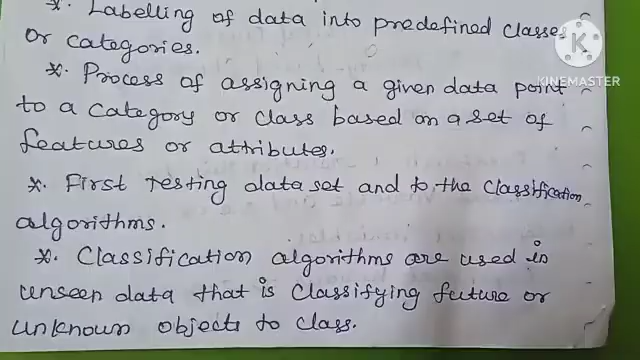 *. Labelling of data into predefined classes
or categories.
*. Process of assigning a given data point
to a category or class based on a set of
features or attributes.
*. First testing data set and to the classification
algorithms.
*. Classification algorithms are used in
unseen data that is classifying future or
unknown objects to class.
K
KINEMASTER